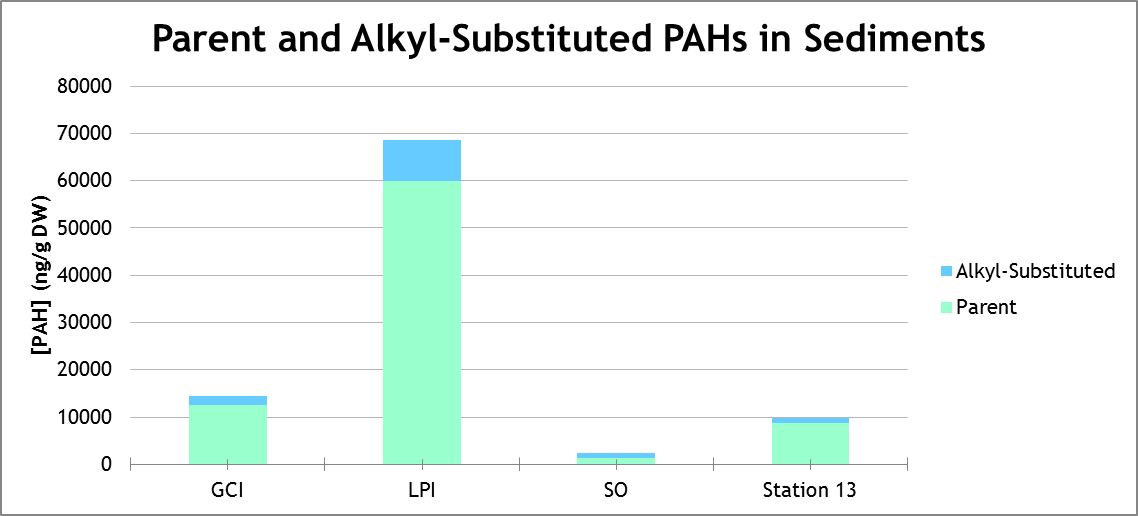 Parent and Alkyl-Substituted PAHs in Sediments
80000
70000
60000
50000
40000
30000
20000
10000
0
[PAH] (ng/g DW)
GCI
LPI
SO
Station 13
Alkyl-Substituted
Parent